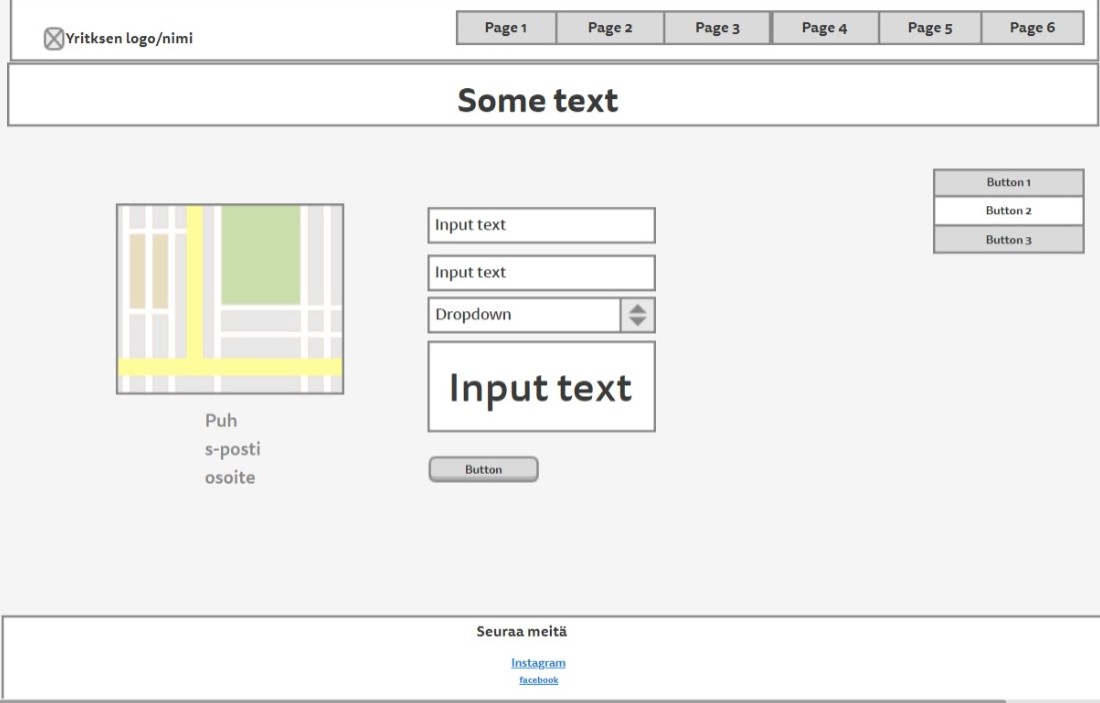 Yritksen logo/nimi
Page 1 Page 2 Page 3 Page 4 Page 5 Page 6
Some text
Button 1
Button 2
Button 3
Input text
Input text
Dropdown
Input text
Button
Puh
s-posti
osoite
Seuraa meitä
Instagram
facebook